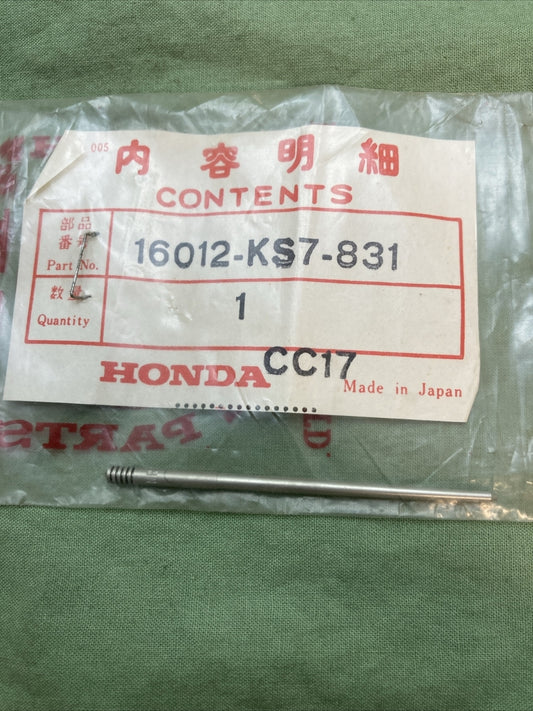 005 内容明細
CONTENTS
部品
番号
Part No. 16012-KS7-831
数量
Quantity 1
HONDA CC17 Made in Japan
PARTS